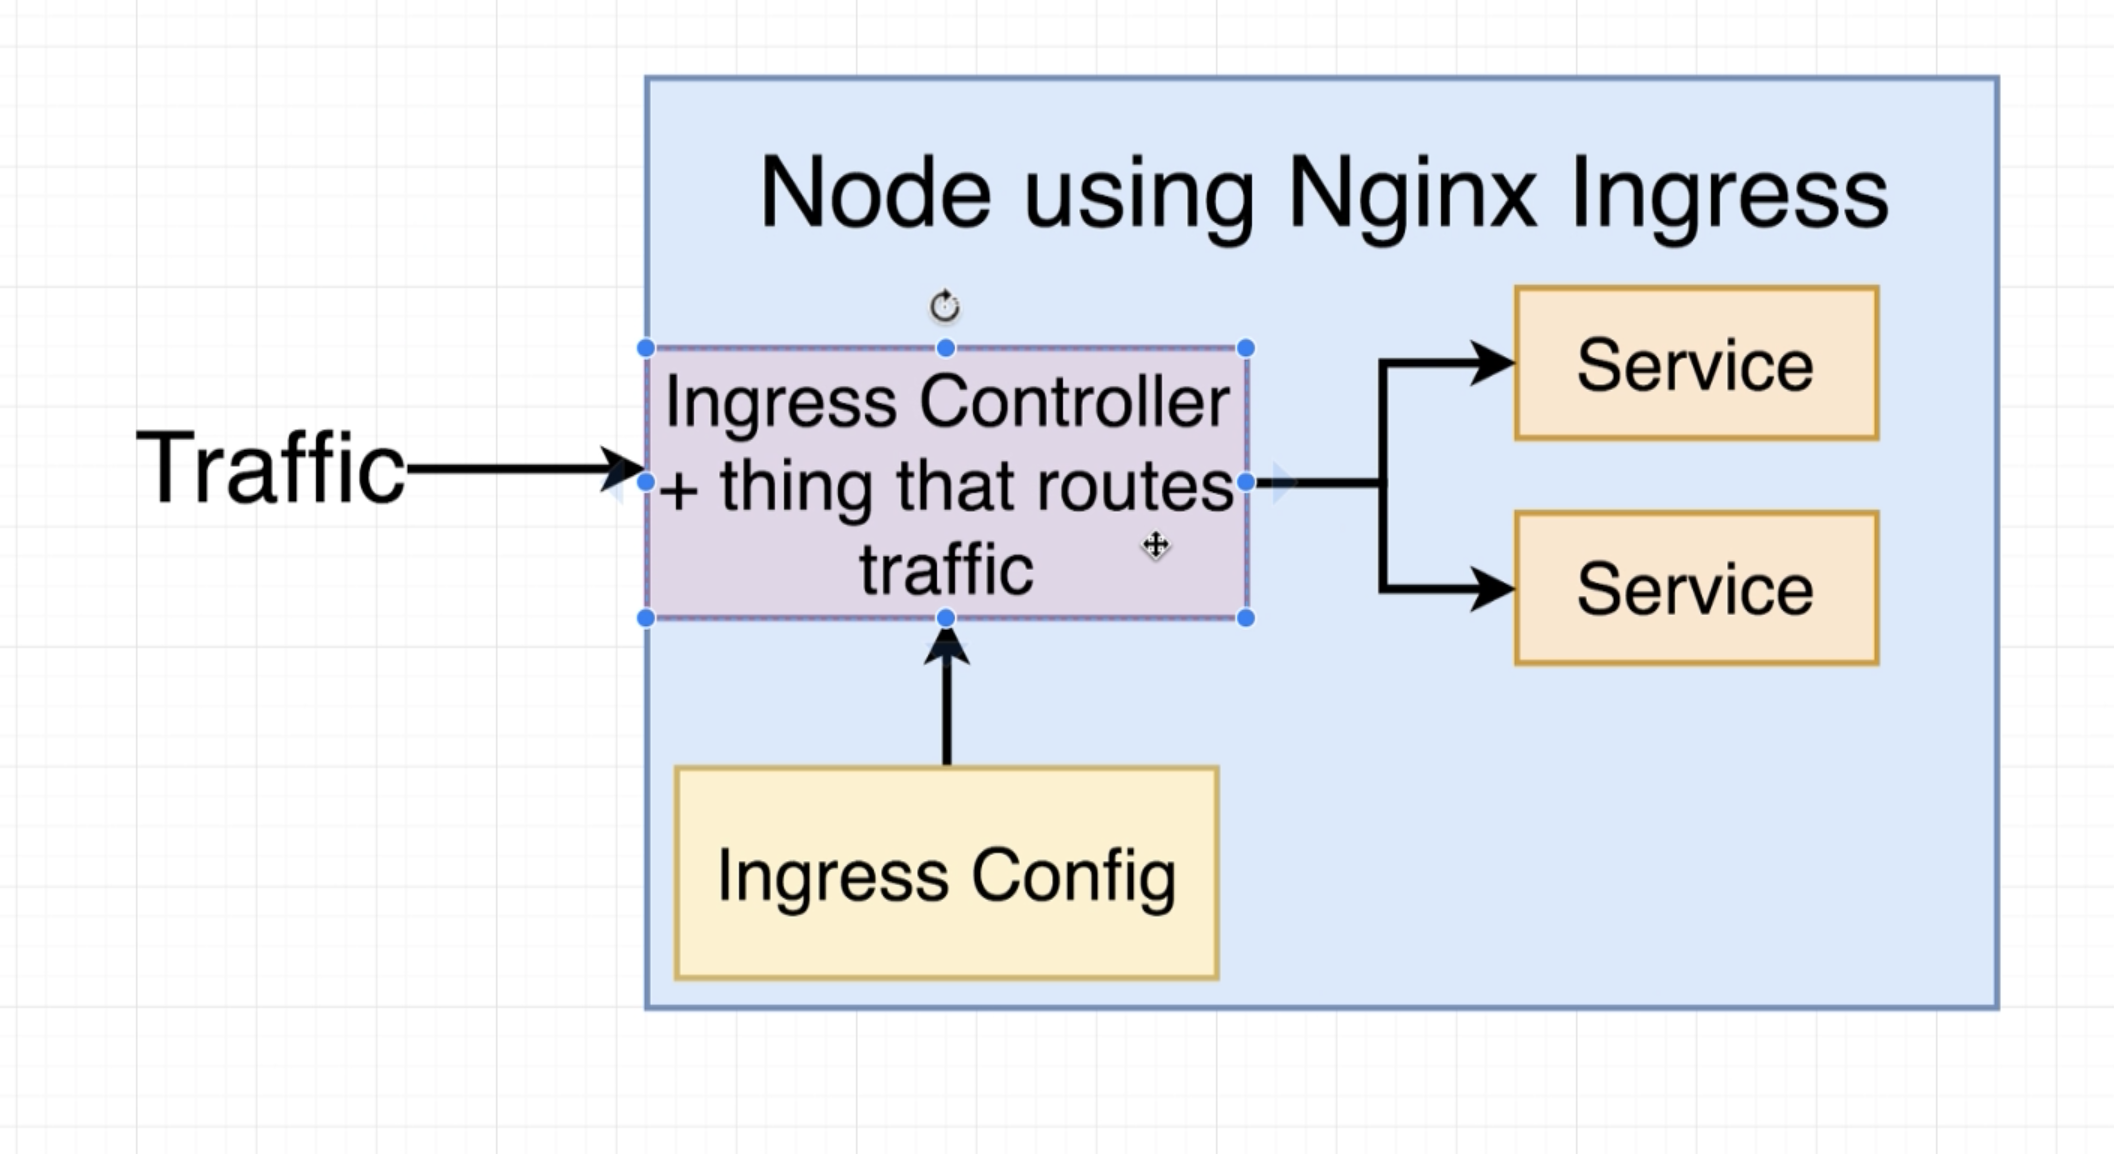 Node using Nginx Ingress
Traffic
Ingress Controller
+ thing that routes
traffic
Service
Service
Ingress Config